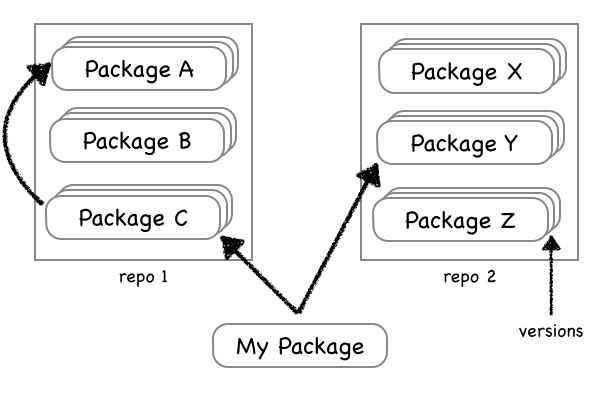 Package A
Package B
Package C
repo 1
Package X
Package Y
Package Z
repo 2
versions
My Package